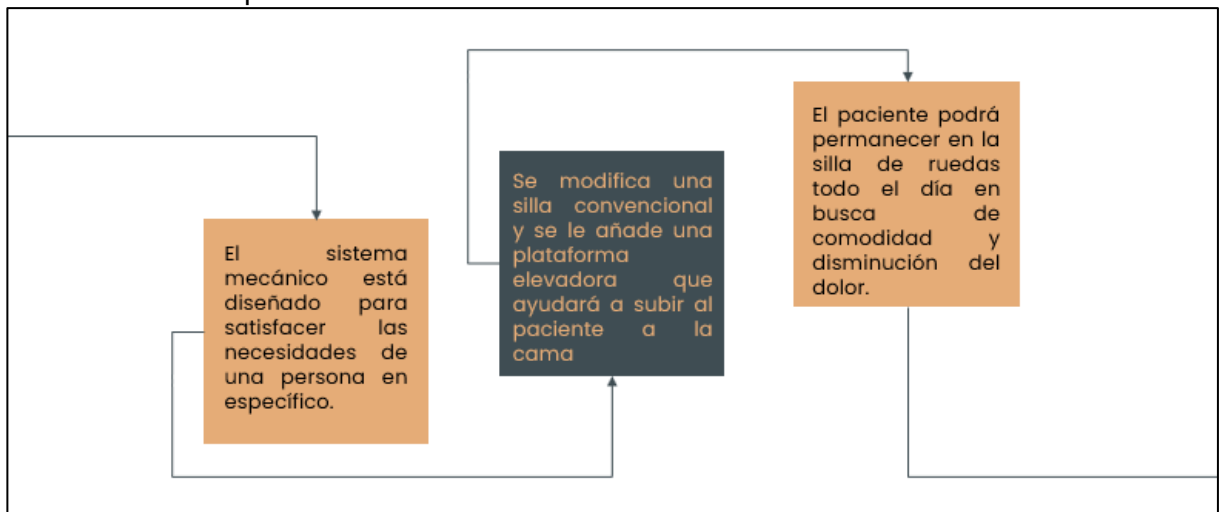 El sistema
mecánico está
diseñado para
satisfacer las
necesidades de
una persona en
específico.
Se modifica una
silla convencional
y se le añade una
plataforma
elevadora que
ayudará a subir al
paciente a la
cama
El paciente podrá
permanecer en la
silla de ruedas
todo el día en
busca de
comodidad y
disminución del
dolor.